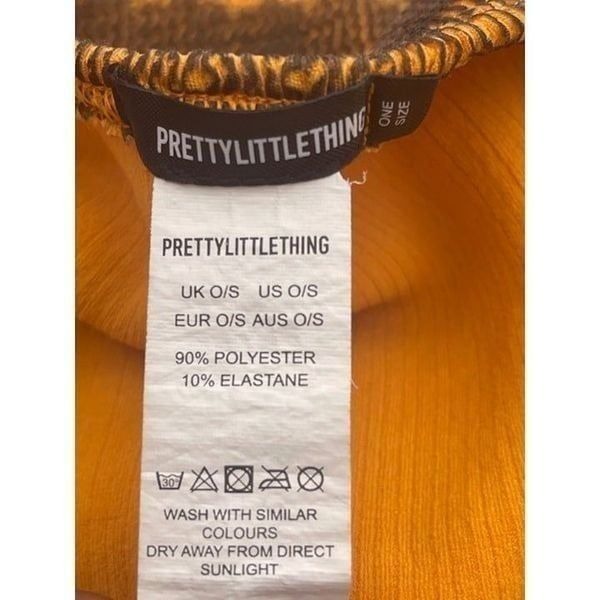 PRETTYLITTLETHING
ONE
SIZE
PRETTYLITTLETHING
UK O/S US O/S
EUR O/S AUS O/S
90% POLYESTER
10% ELASTANE
30°
WASH WITH SIMILAR
COLOURS
DRY AWAY FROM DIRECT
SUNLIGHT